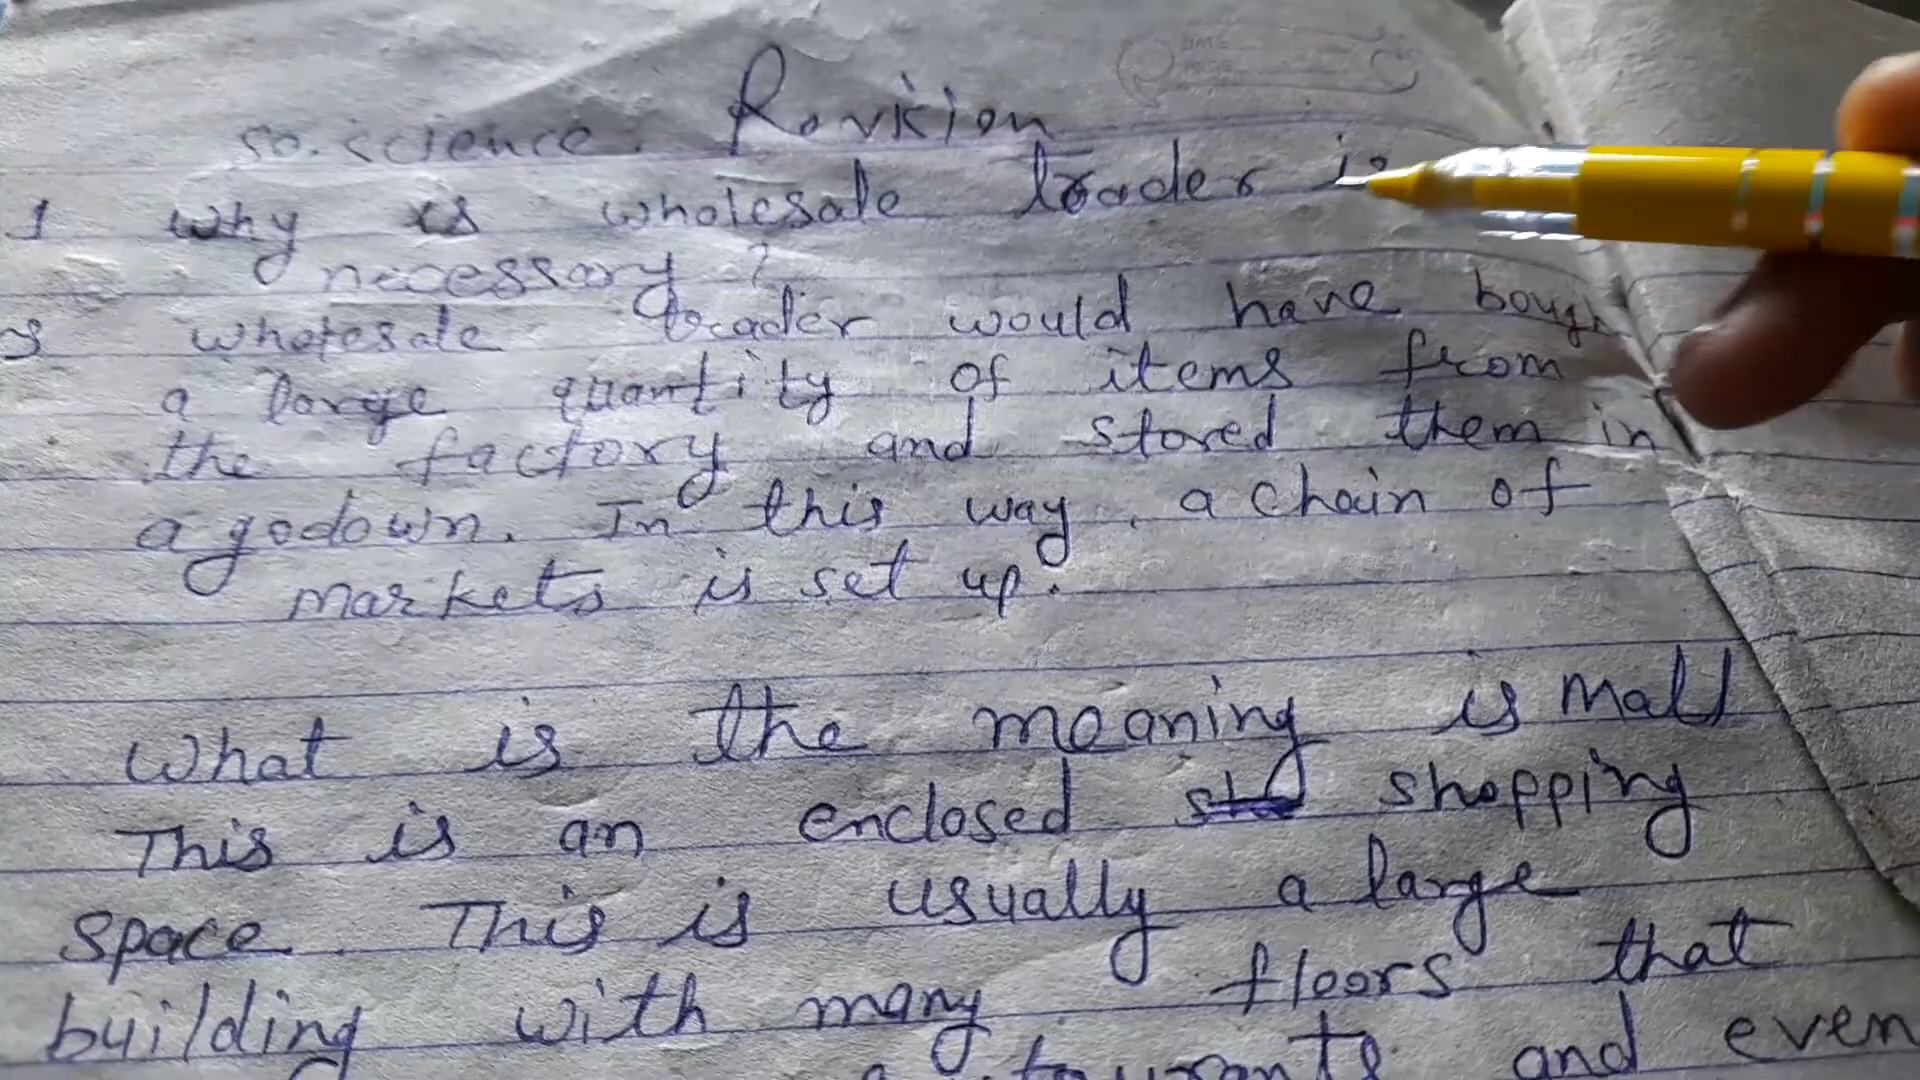 so. science. Revision
1 why is wholesale trader is
necessary?
wholesale trader would have bough
a large quantity of items from
the factory and stored them in
a godown. In this way, a chain of
markets is set up.
What is the meaning is Mall
This is an enclosed shopping
space. This is usually a large
building with many floors that
and even